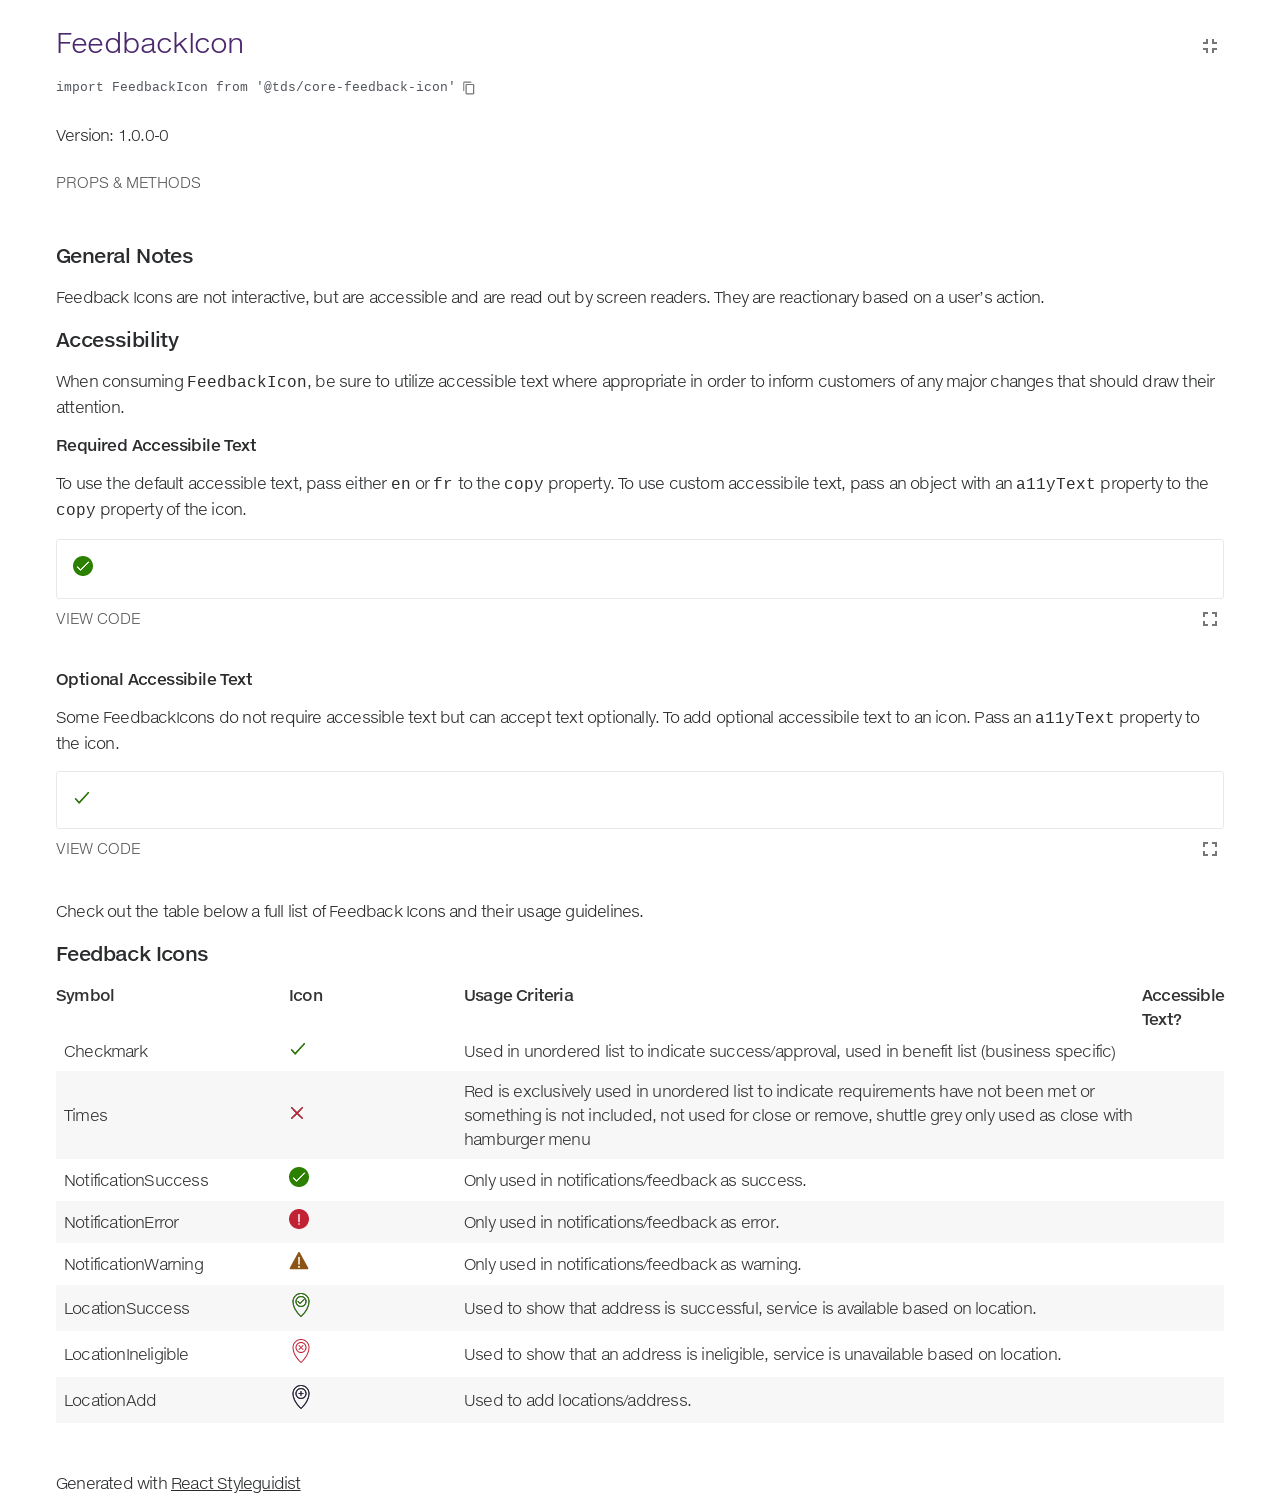 FeedbackIcon
import FeedbackIcon from '@tds/core-feedback-icon'
Version: 1.0.0-0
PROPS & METHODS
General Notes
Feedback Icons are not interactive, but are accessible and are read out by screen readers. They are reactionary based on a user's action.
Accessibility
When consuming FeedbackIcon, be sure to utilize accessible text where appropriate in order to inform customers of any major changes that should draw their
attention.
Required Accessibile Text
To use the default accessible text, pass either en or fr to the copy property. To use custom accessibile text, pass an object with an a11yText property to the
copy property of the icon.
VIEW CODE
Optional Accessibile Text
Some FeedbackIcons do not require accessible text but can accept text optionally. To add optional accessibile text to an icon. Pass an a11yText property to
the icon.
VIEW CODE
Check out the table below a full list of Feedback Icons and their usage guidelines.
Feedback Icons
Symbol Icon Usage Criteria Accessible
Text?
Checkmark Used in unordered list to indicate success/approval, used in benefit list (business specific)
Red is exclusively used in unordered list to indicate requirements have not been met or
Times something is not included, not used for close or remove, shuttle grey only used as close with
hamburger menu
NotificationSuccess Only used in notifications/feedback as success.
NotificationError Only used in notifications/feedback as error.
NotificationWarning Only used in notifications/feedback as warning.
LocationSuccess Used to show that address is successful, service is available based on location.
LocationIneligible Used to show that an address is ineligible, service is unavailable based on location.
LocationAdd Used to add locations/address.
Generated with React Styleguidist